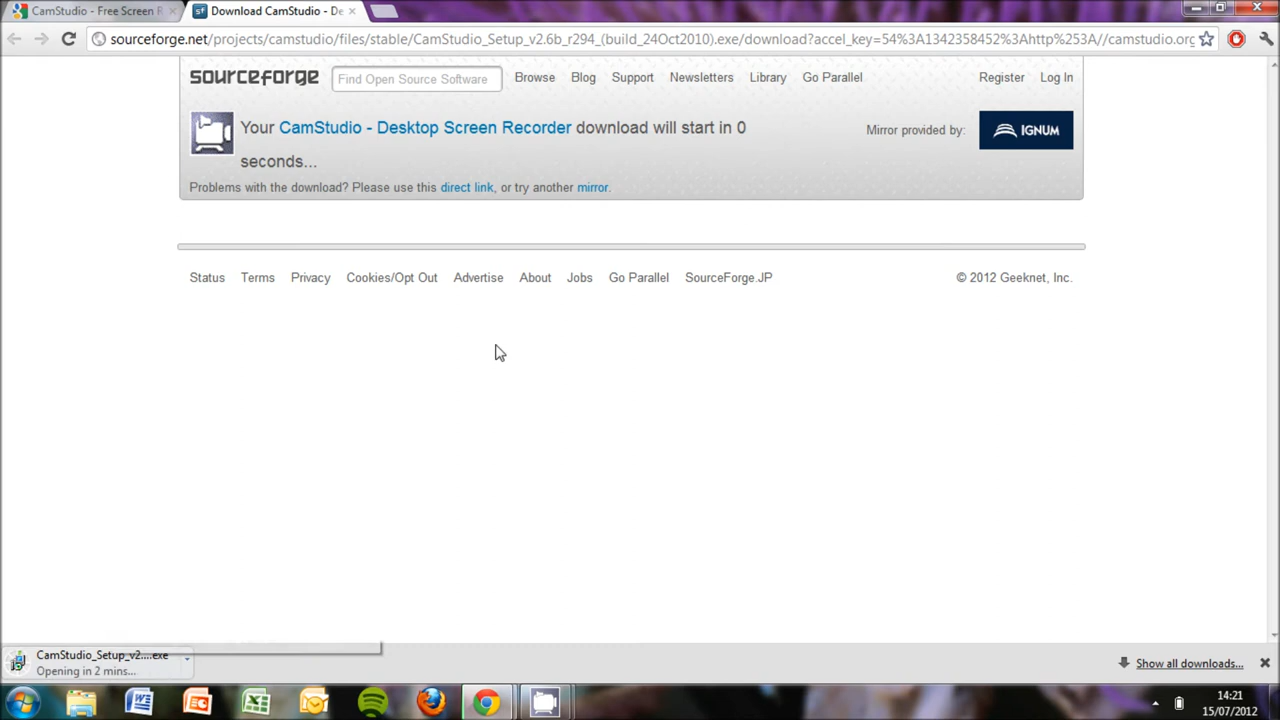 CamStudio - Free Screen R
Download CamStudio - De
sourceforge.net/projects/camstudio/files/stable/CamStudio_Setup_v2.6b_r294_(build_24Oct2010).exe/download?accel_key=54%3A1342358452%3Ahttp%253A//camstudio.org
sourceforge
Find Open Source Software
Browse Blog Support Newsletters Library Go Parallel
Register Log In
Your CamStudio - Desktop Screen Recorder download will start in 0
seconds...
Mirror provided by:
IGNUM
Problems with the download? Please use this direct link, or try another mirror.
Status Terms Privacy Cookies/Opt Out Advertise About Jobs Go Parallel SourceForge.JP
© 2012 Geeknet, Inc.
CamStudio_Setup_v2....exe
Opening in 2 mins...
Show all downloads...
14:21
15/07/2012